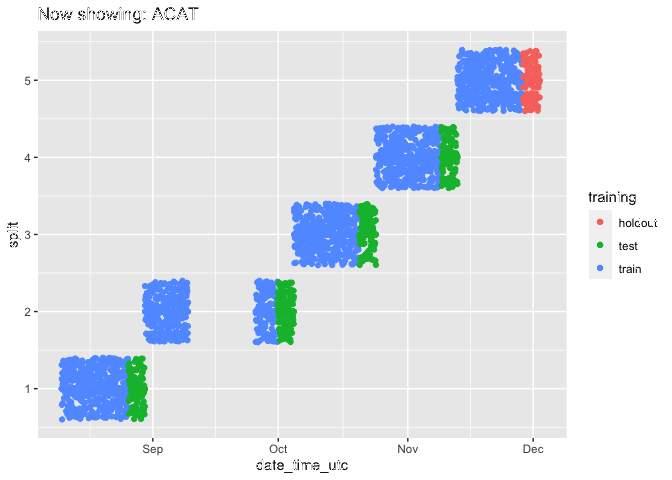 Now showing: ACAT
5
4
3
2
1
split
Sep Oct Nov Dec
date_time_utc
training
holdout
test
train